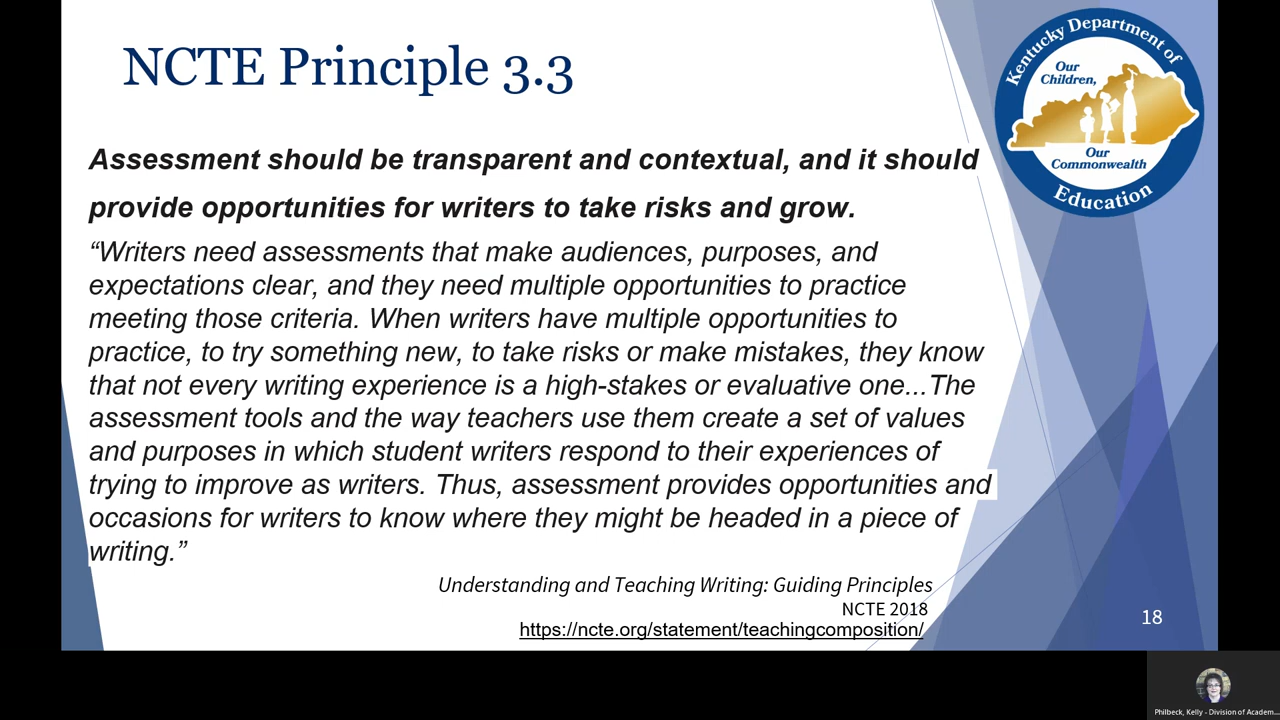 NCTE Principle 3.3
Kentucky Department of
Education
Our
Children,
Our
Commonwealth
Assessment should be transparent and contextual, and it should
provide opportunities for writers to take risks and grow.
“Writers need assessments that make audiences, purposes, and
expectations clear, and they need multiple opportunities to practice
meeting those criteria. When writers have multiple opportunities to
practice, to try something new, to take risks or make mistakes, they know
that not every writing experience is a high-stakes or evaluative one...The
assessment tools and the way teachers use them create a set of values
and purposes in which student writers respond to their experiences of
trying to improve as writers. Thus, assessment provides opportunities and
occasions for writers to know where they might be headed in a piece of
writing.”
Understanding and Teaching Writing: Guiding Principles
NCTE 2018
https://ncte.org/statement/teachingcomposition/
18
Philbeck, Kelly - Division of Academ...